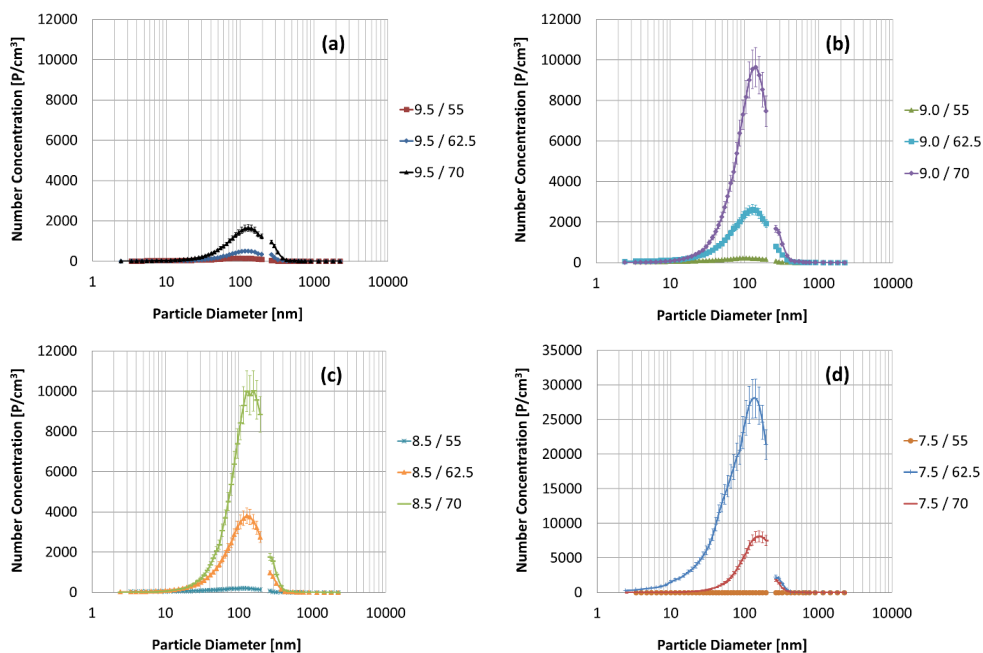 (a)
Number Concentration [P/cm³]
12000
10000
8000
6000
4000
2000
0
1 10 100 1000 10000
Particle Diameter [nm]
9.5 / 55
9.5 / 62.5
9.5 / 70
(b)
Number Concentration [P/cm³]
12000
10000
8000
6000
4000
2000
0
1 10 100 1000 10000
Particle Diameter [nm]
9.0 / 55
9.0 / 62.5
9.0 / 70
(c)
Number Concentration [P/cm³]
12000
10000
8000
6000
4000
2000
0
1 10 100 1000 10000
Particle Diameter [nm]
8.5 / 55
8.5 / 62.5
8.5 / 70
(d)
Number Concentration [P/cm³]
35000
30000
25000
20000
15000
10000
5000
0
1 10 100 1000 10000
Particle Diameter [nm]
7.5 / 55
7.5 / 62.5
7.5 / 70